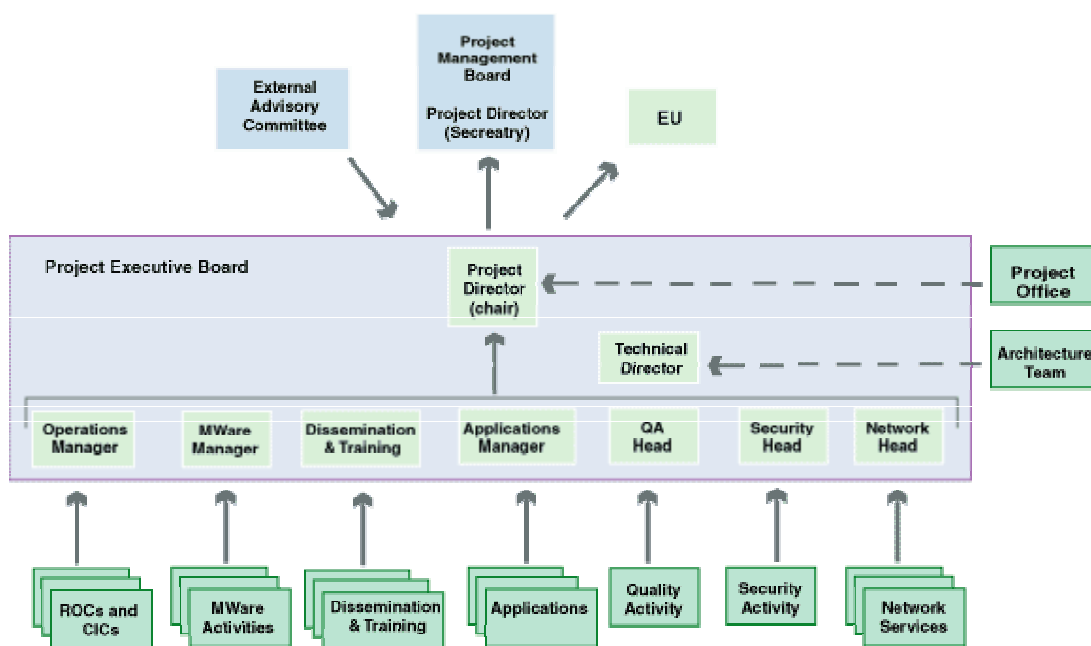 Project
Management
Board
Project Director
(Secreatry)
External
Advisory
Committee
EU
Project Executive Board
Project
Director
(chair)
Project
Office
Technical
Director
Architecture
Team
Operations
Manager
MWare
Manager
Dissemination
& Training
Applications
Manager
QA
Head
Security
Head
Network
Head
ROCs and
CICs
MWare
Activities
Dissemination
& Training
Applications
Quality
Activity
Security
Activity
Network
Services